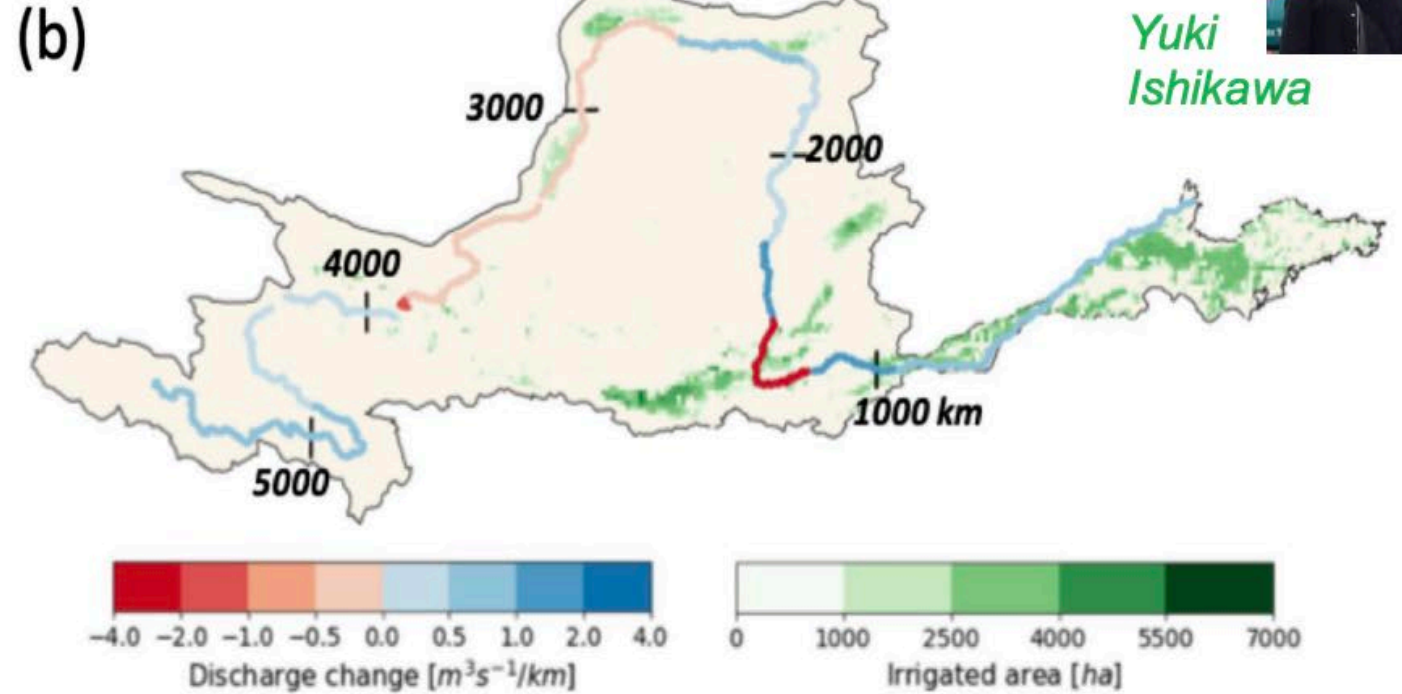 (b)
Yuki
Ishikawa
3000
2000
4000
1000 km
5000
−4.0 −2.0 −1.0 −0.5 0.0 0.5 1.0 2.0 4.0
Discharge change [m³s⁻¹/km]
0 1000 2500 4000 5500 7000
Irrigated area [ha]